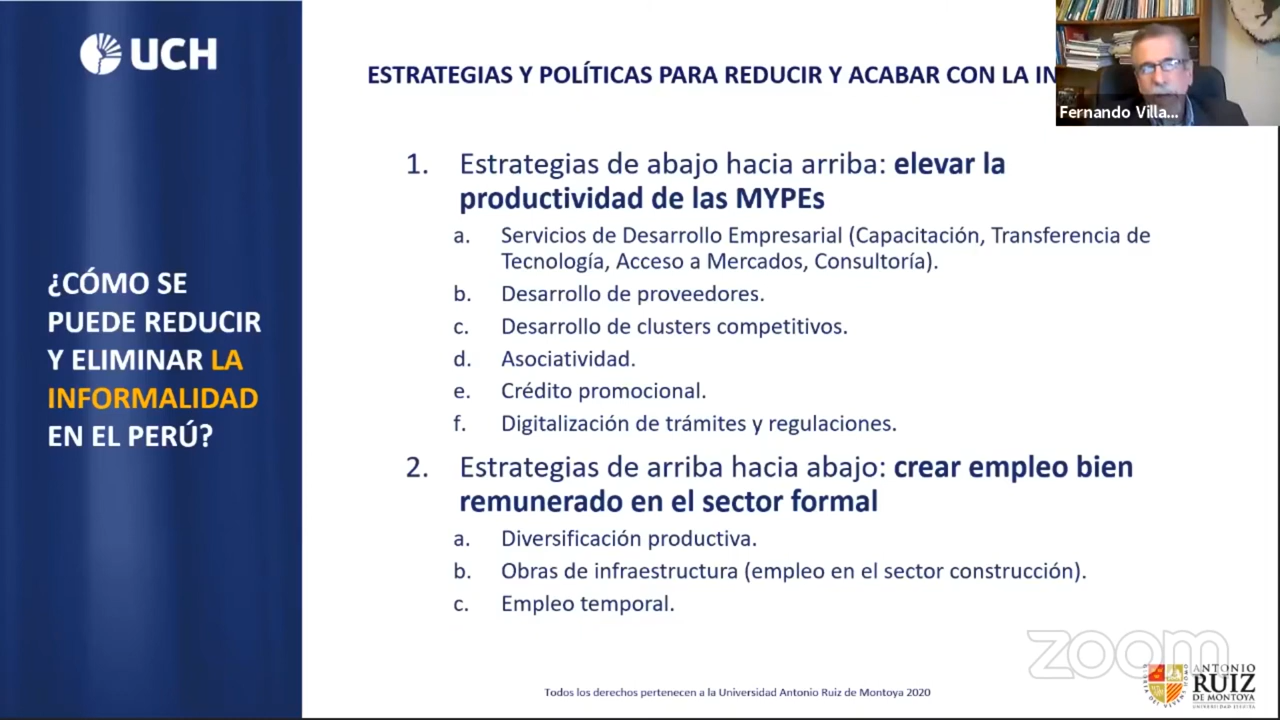 UCH
ESTRATEGIAS Y POLÍTICAS PARA REDUCIR Y ACABAR CON LA IN
Fernando Villa...
¿CÓMO SE
PUEDE REDUCIR
Y ELIMINAR LA
INFORMALIDAD
EN EL PERÚ?
1. Estrategias de abajo hacia arriba: elevar la
productividad de las MYPEs
a. Servicios de Desarrollo Empresarial (Capacitación, Transferencia de
Tecnología, Acceso a Mercados, Consultoría).
b. Desarrollo de proveedores.
c. Desarrollo de clusters competitivos.
d. Asociatividad.
e. Crédito promocional.
f. Digitalización de trámites y regulaciones.
2. Estrategias de arriba hacia abajo: crear empleo bien
remunerado en el sector formal
a. Diversificación productiva.
b. Obras de infraestructura (empleo en el sector construcción).
c. Empleo temporal.
zoom
ANTONIO
RUIZ
DE MONTOYA
UNIVERSIDAD JESUITA
Todos los derechos pertenecen a la Universidad Antonio Ruiz de Montoya 2020